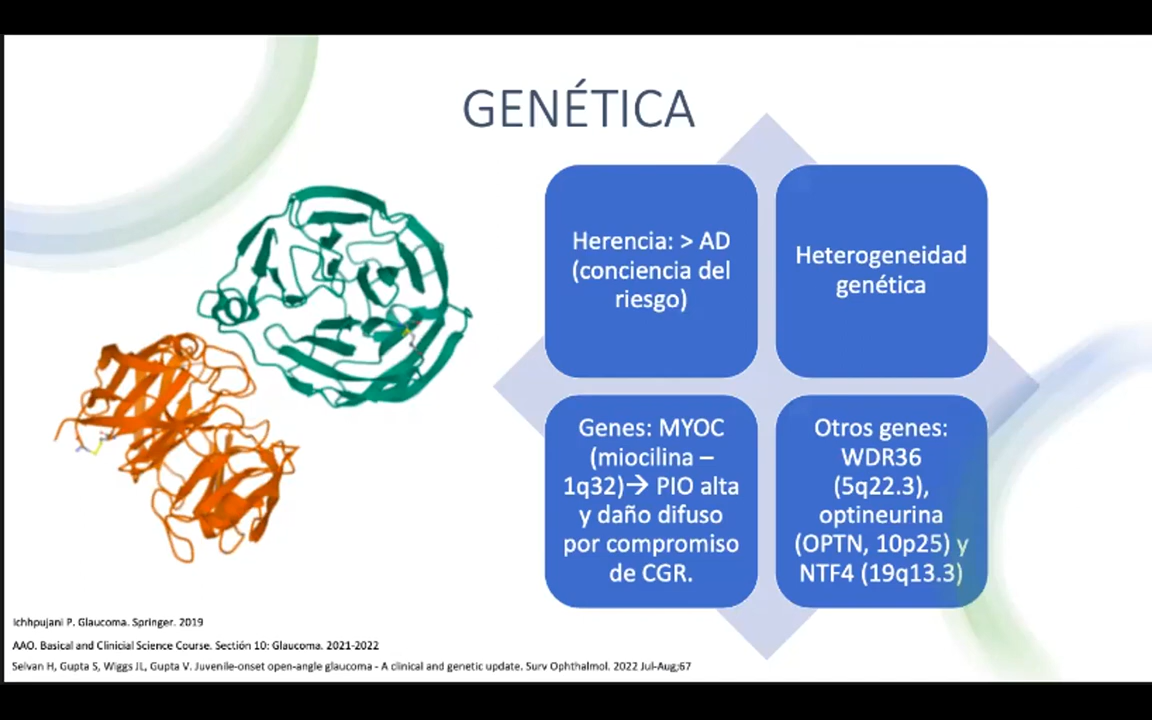 GENÉTICA
Herencia: > AD
(conciencia del
riesgo)
Heterogeneidad
genética
Genes: MYOC
(miocilina –
1q32)→ PIO alta
y daño difuso
por compromiso
de CGR.
Otros genes:
WDR36
(5q22.3),
optineurina
(OPTN, 10p25) y
NTF4 (19q13.3)
Ichhpujani P. Glaucoma. Springer. 2019
AAO. Basical and Clinicial Science Course. Sectión 10: Glaucoma. 2021-2022
Selvan H, Gupta S, Wiggs JL, Gupta V. Juvenile-onset open-angle glaucoma - A clinical and genetic update. Surv Ophthalmol. 2022 Jul-Aug;67